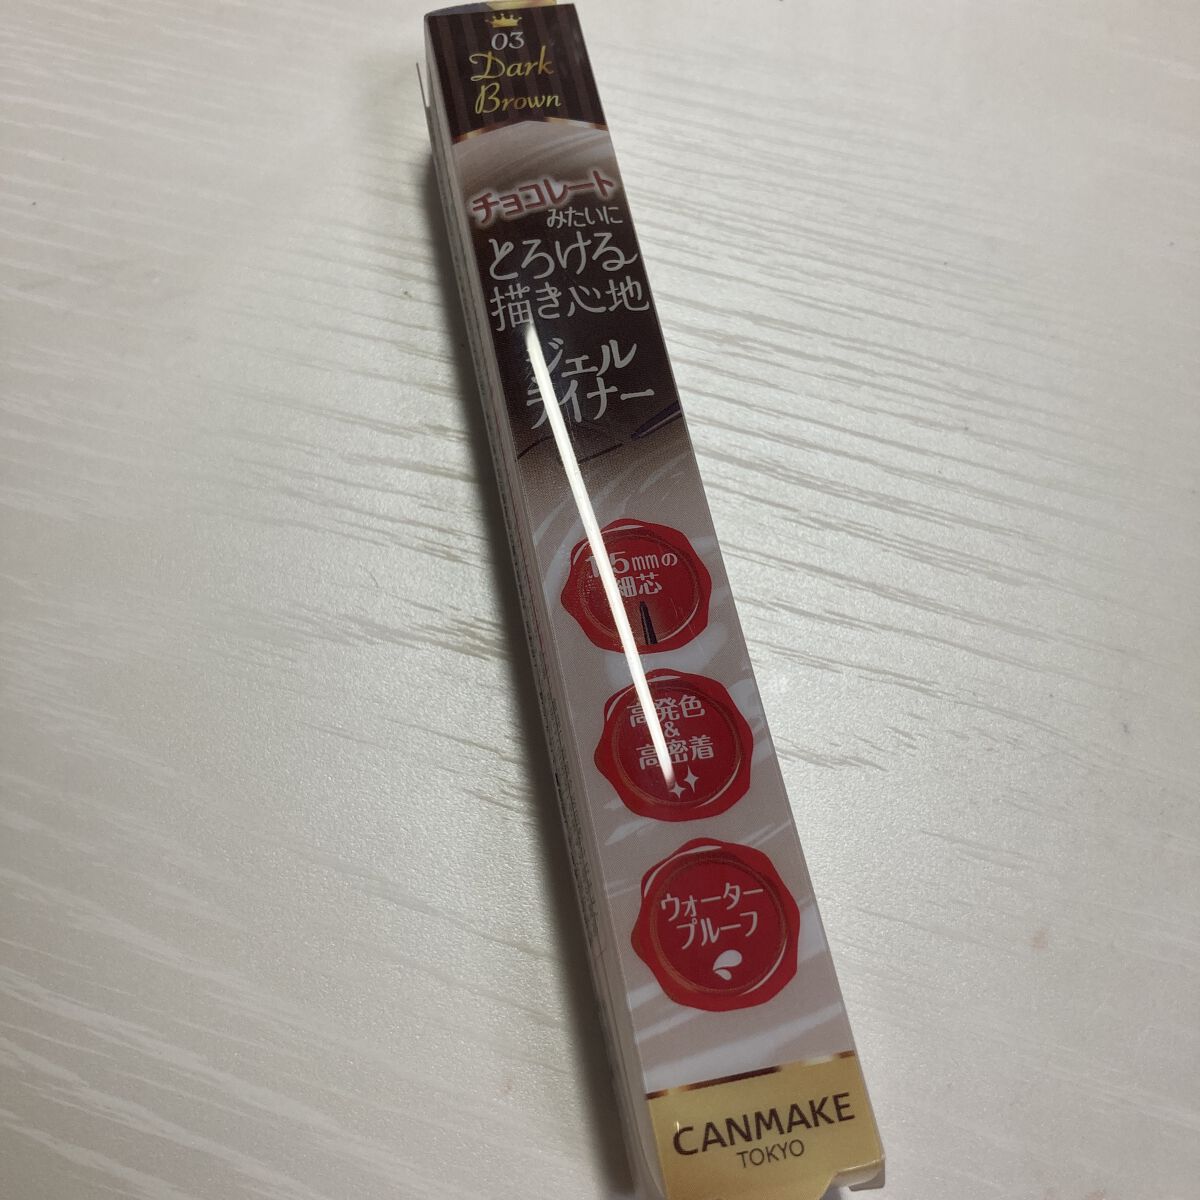 03
Dark
Brown
チョコレート
みたいに
とろける
描き心地
ジェル
ライナー
1.5mmの
細芯
高発色
&
高密着
ウォーター
プルーフ
CANMAKE
TOKYO